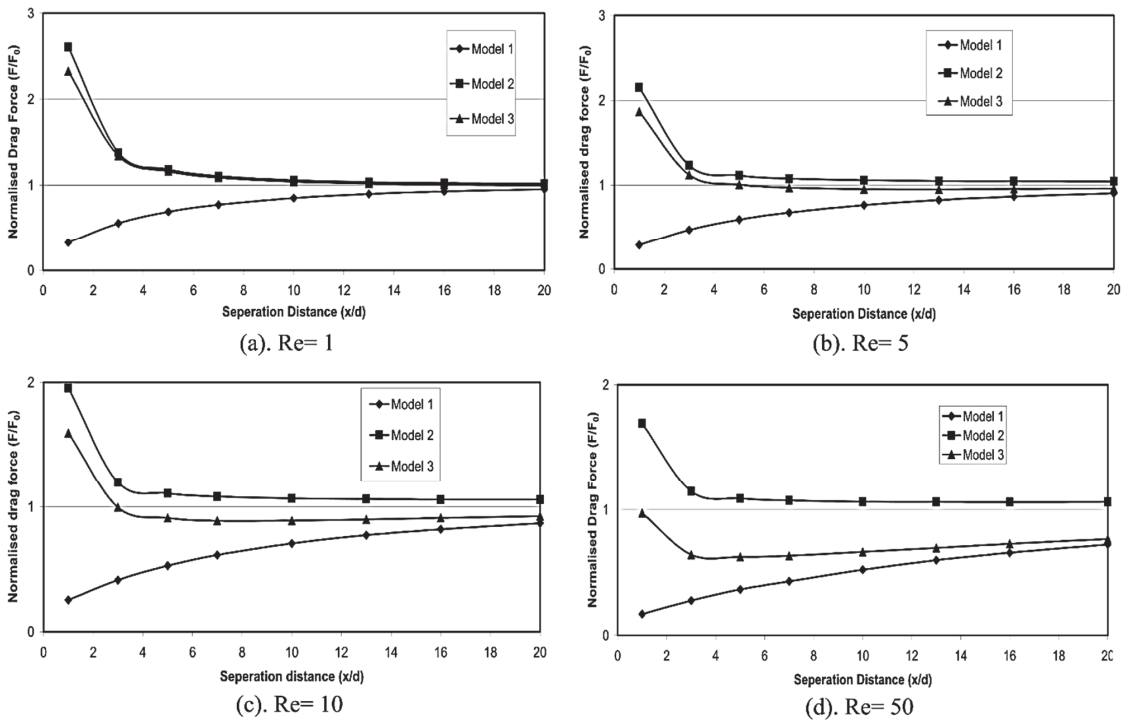 Normalised Drag Force (F/F₀)
3
2
1
0
Model 1
Model 2
Model 3
0 2 4 6 8 10 12 14 16 18 20
Seperation Distance (x/d)
(a). Re= 1
Normalised Drag force (F/F₀)
3
2
1
0
Model 1
Model 2
Model 3
0 2 4 6 8 10 12 14 16 18 20
Seperation Distance (x/d)
(b). Re= 5
Normalised drag force (F/F₀)
2
1
0
Model 1
Model 2
Model 3
0 2 4 6 8 10 12 14 16 18 20
Seperation distance (x/d)
(c). Re= 10
Normalised Drag Force (F/F₀)
2
1
0
Model 1
Model 2
Model 3
0 2 4 6 8 10 12 14 16 18 20
Seperation Distance (x/d)
(d). Re= 50